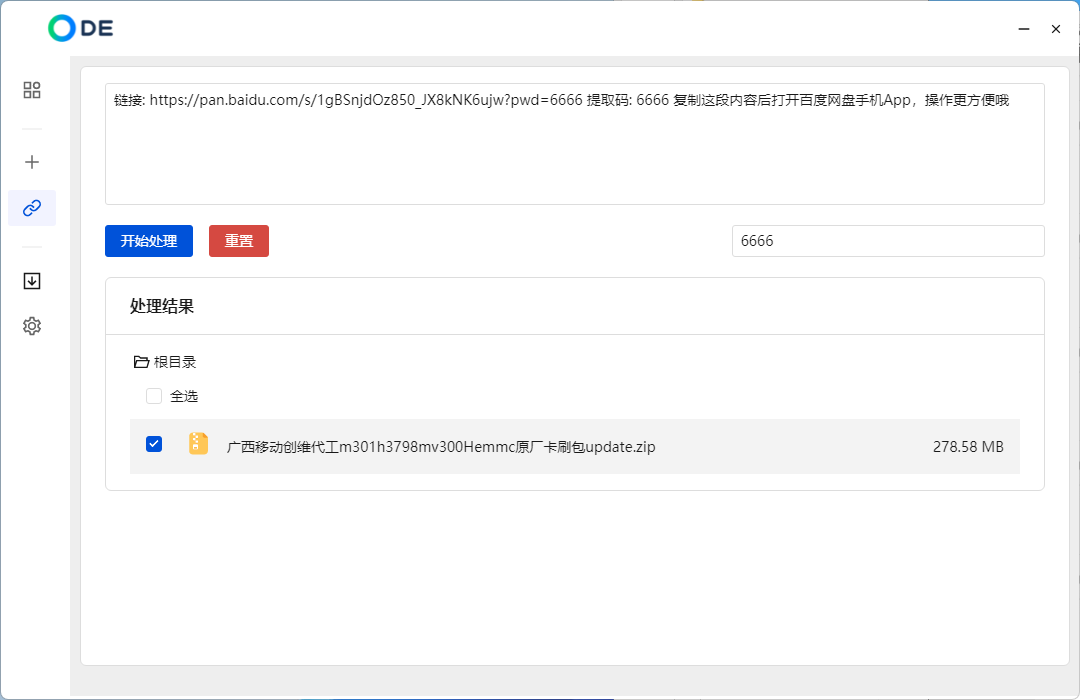 ODE
链接: https://pan.baidu.com/s/1gBSnjdOz850_JX8kNK6ujw?pwd=6666 提取码: 6666 复制这段内容后打开百度网盘手机App，操作更方便哦
开始处理 重置 6666
处理结果
根目录
全选
广西移动创维代工m301h3798mv300Hemmc原厂卡刷包update.zip 278.58 MB